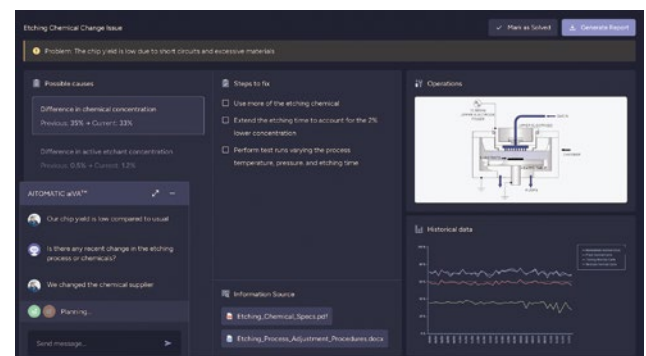 Etching Chemical Change Issue
Mark as Solved
Generate Report
Problem: The chip yield is low due to short circuits and excessive materials
Possible causes
Difference in chemical concentration
Previous: 35% → Current: 33%
Difference in active etchant concentration
Previous: 0.5% → Current: 1.2%
Steps to fix
Use more of the etching chemical
Extend the etching time to account for the 2%
lower concentration
Perform test runs varying the process
temperature, pressure, and etching time
Information Source
Etching_Chemical_Specs.pdf
Etching_Process_Adjustment_Procedures.docx
Operations
Historical data
AITOMATIC aiVA™
Our chip yield is low compared to usual
Is there any recent change in the etching
process or chemicals?
We changed the chemical supplier
Planning...
Send message...